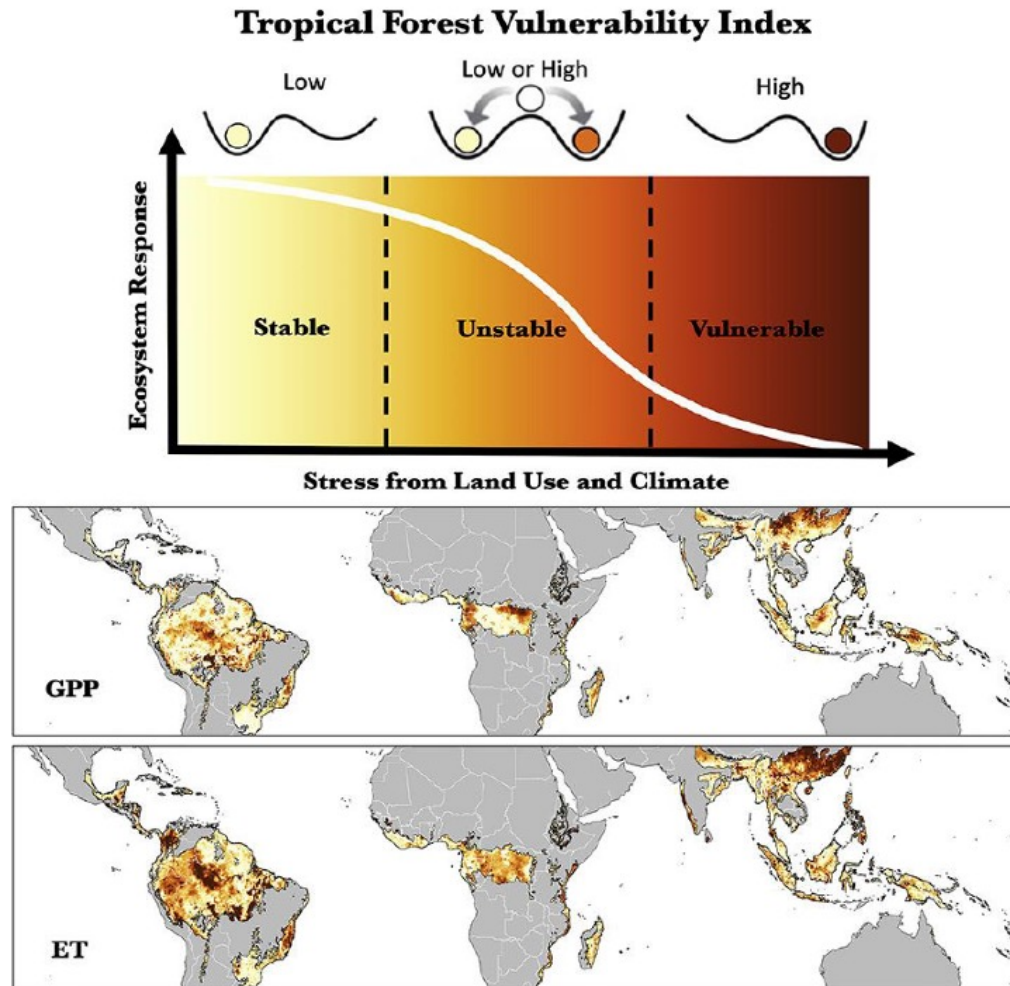 Tropical Forest Vulnerability Index
Low
Low or High
High
Ecosystem Response
Stable
Unstable
Vulnerable
Stress from Land Use and Climate
GPP
ET